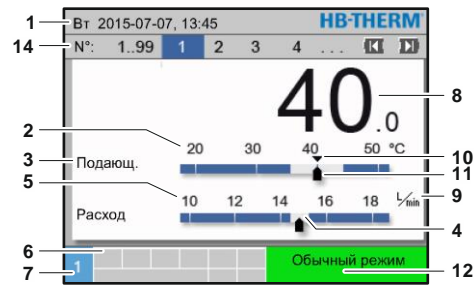 1 Вт 2015-07-07, 13:45 HB-THERM
14 N°: 1..99 1 2 3 4 ...
40.0 8
2 20 30 40 50 °C 10
3 Подающ. 11
5 10 12 14 16 18 L/min 9
Расход 4
6
7 1 Обычный режим 12